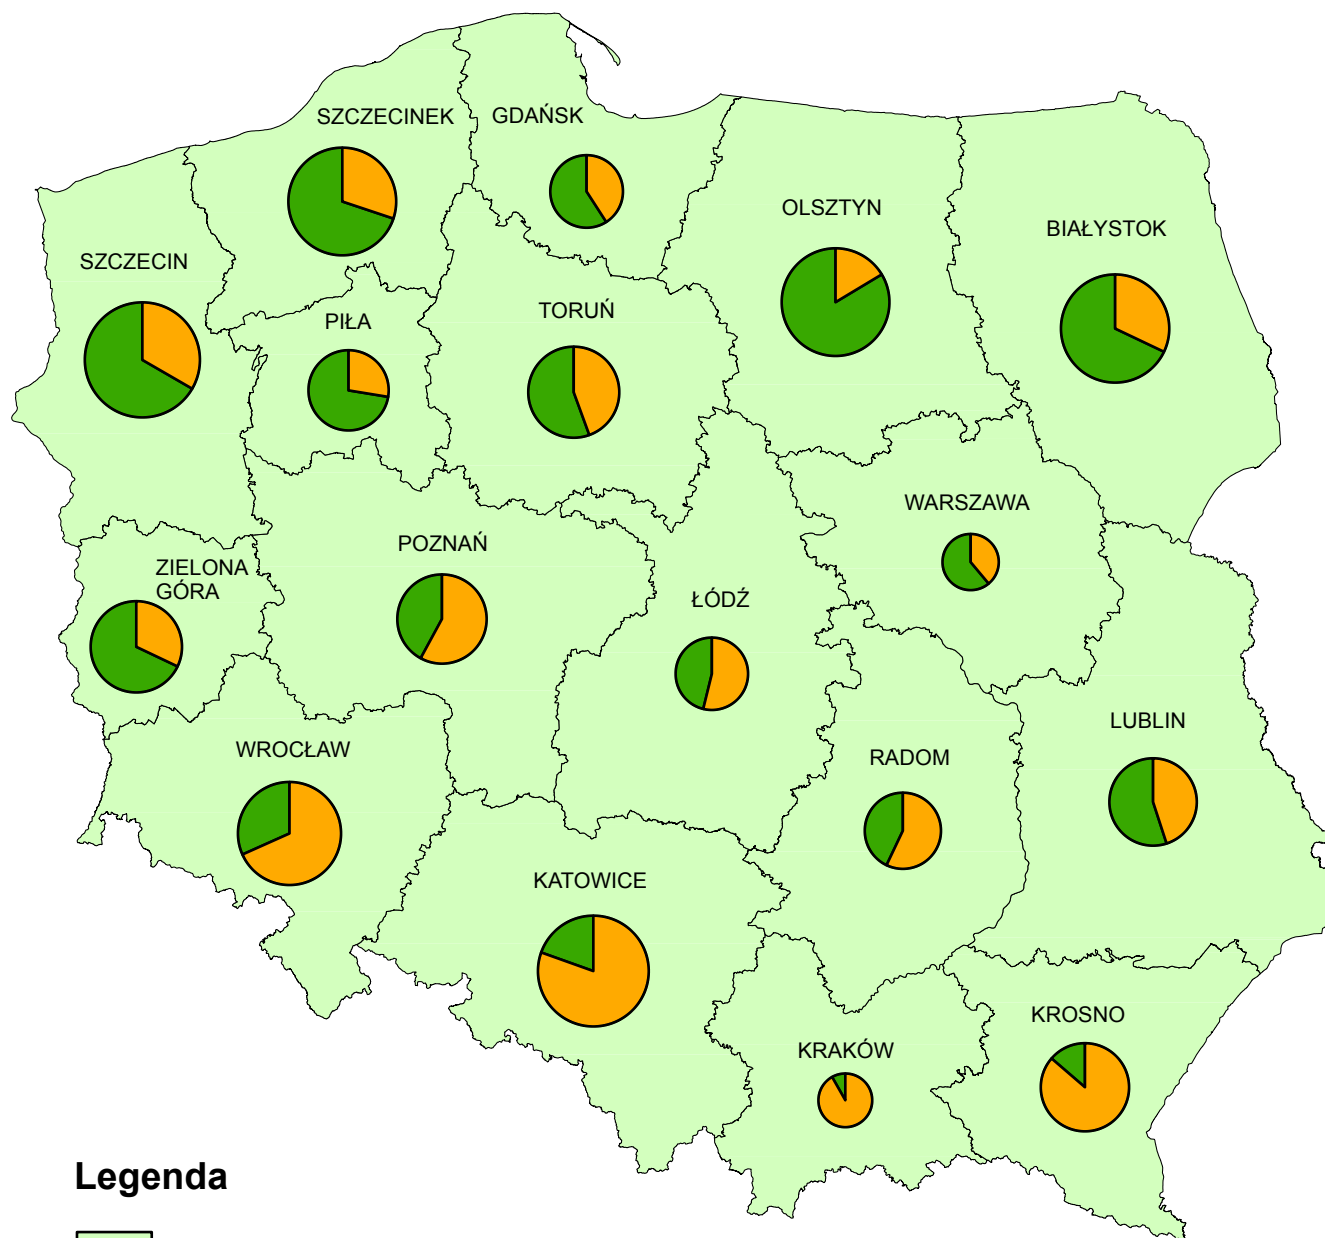 SZCZECINEK
GDAŃSK
OLSZTYN
BIAŁYSTOK
SZCZECIN
PIŁA
TORUŃ
WARSZAWA
POZNAŃ
ZIELONA
GÓRA
ŁÓDŹ
LUBLIN
WROCŁAW
RADOM
KATOWICE
KROSNO
KRAKÓW
Legenda